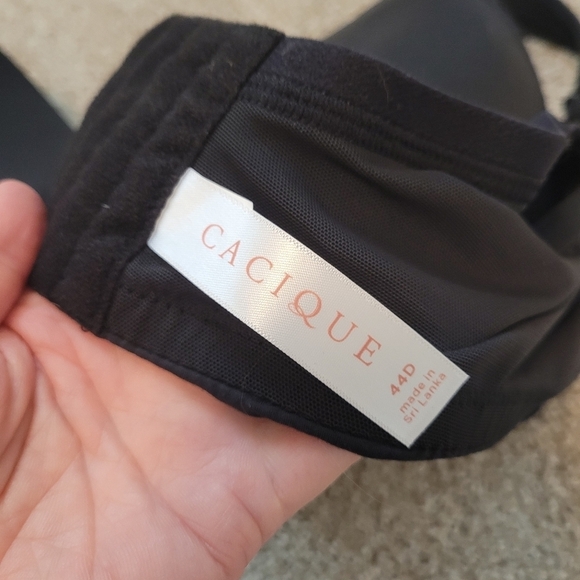 CACIQUE
44D
made in
Sri Lanka